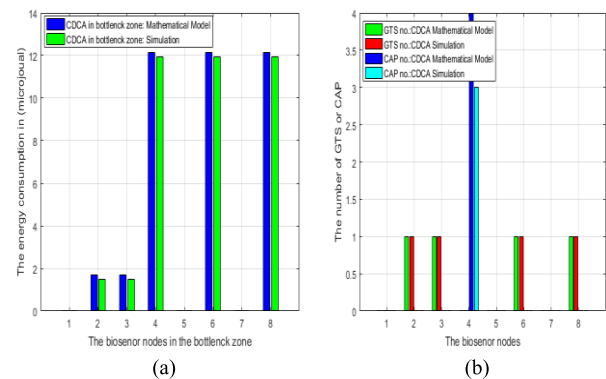 CDCA in bottlenck zone: Mathematical Model
CDCA in bottlenck zone: Simulation
The energy consumption in (microjoual)
14
12
10
8
6
4
2
0
1 2 3 4 5 6 7 8
The biosenor nodes in the bottlenck zone
(a)
GTS no.:CDCA Mathematical Model
GTS no.:CDCA Simulation
CAP no.:CDCA Mathematical Model
CAP no.:CDCA Simulation
The number of GTS or CAP
4
3.5
3
2.5
2
1.5
1
0.5
0
1 2 3 4 5 6 7 8
The biosenor nodes
(b)